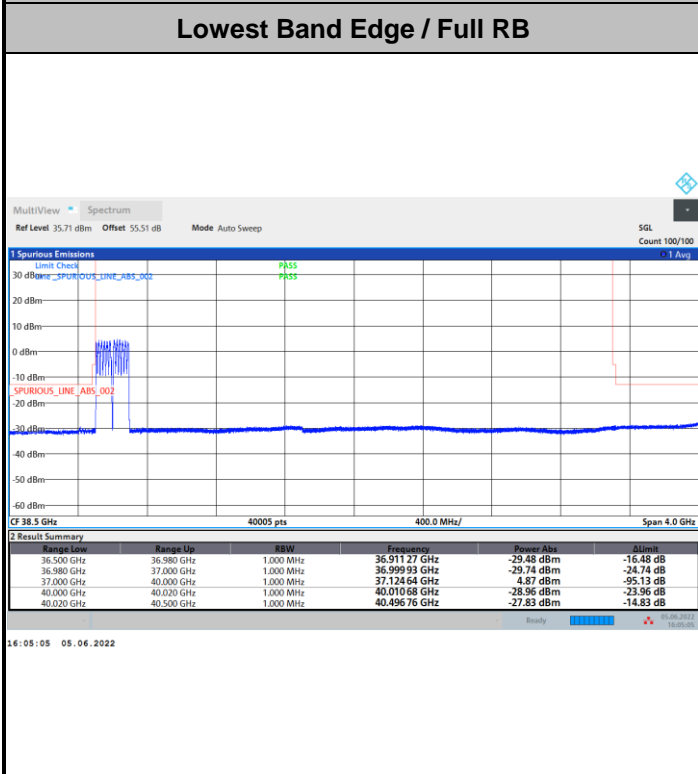 Lowest Band Edge / Full RB
MultiView Spectrum
Ref Level 35.71 dBm Offset 55.51 dB Mode Auto Sweep SGL
Count 100/100
1 Spurious Emissions 1 Avg
Limit Check PASS
30 dBm Line _SPURIOUS_LINE_ABS_002 PASS
20 dBm
10 dBm
0 dBm
-10 dBm
_SPURIOUS_LINE_ABS_002
-20 dBm
-30 dBm
-40 dBm
-50 dBm
-60 dBm
CF 38.5 GHz 40005 pts 400.0 MHz/ Span 4.0 GHz
2 Result Summary
Range Low Range Up RBW Frequency Power Abs ΔLimit
36.500 GHz 36.980 GHz 1.000 MHz 36.911 27 GHz -29.48 dBm -16.48 dB
36.980 GHz 37.000 GHz 1.000 MHz 36.999 93 GHz -29.74 dBm -24.74 dB
37.000 GHz 40.000 GHz 1.000 MHz 37.124 64 GHz 4.87 dBm -95.13 dB
40.000 GHz 40.020 GHz 1.000 MHz 40.010 68 GHz -28.96 dBm -23.96 dB
40.020 GHz 40.500 GHz 1.000 MHz 40.496 76 GHz -27.83 dBm -14.83 dB
Ready 05.06.2022
16:05:05
16:05:05 05.06.2022